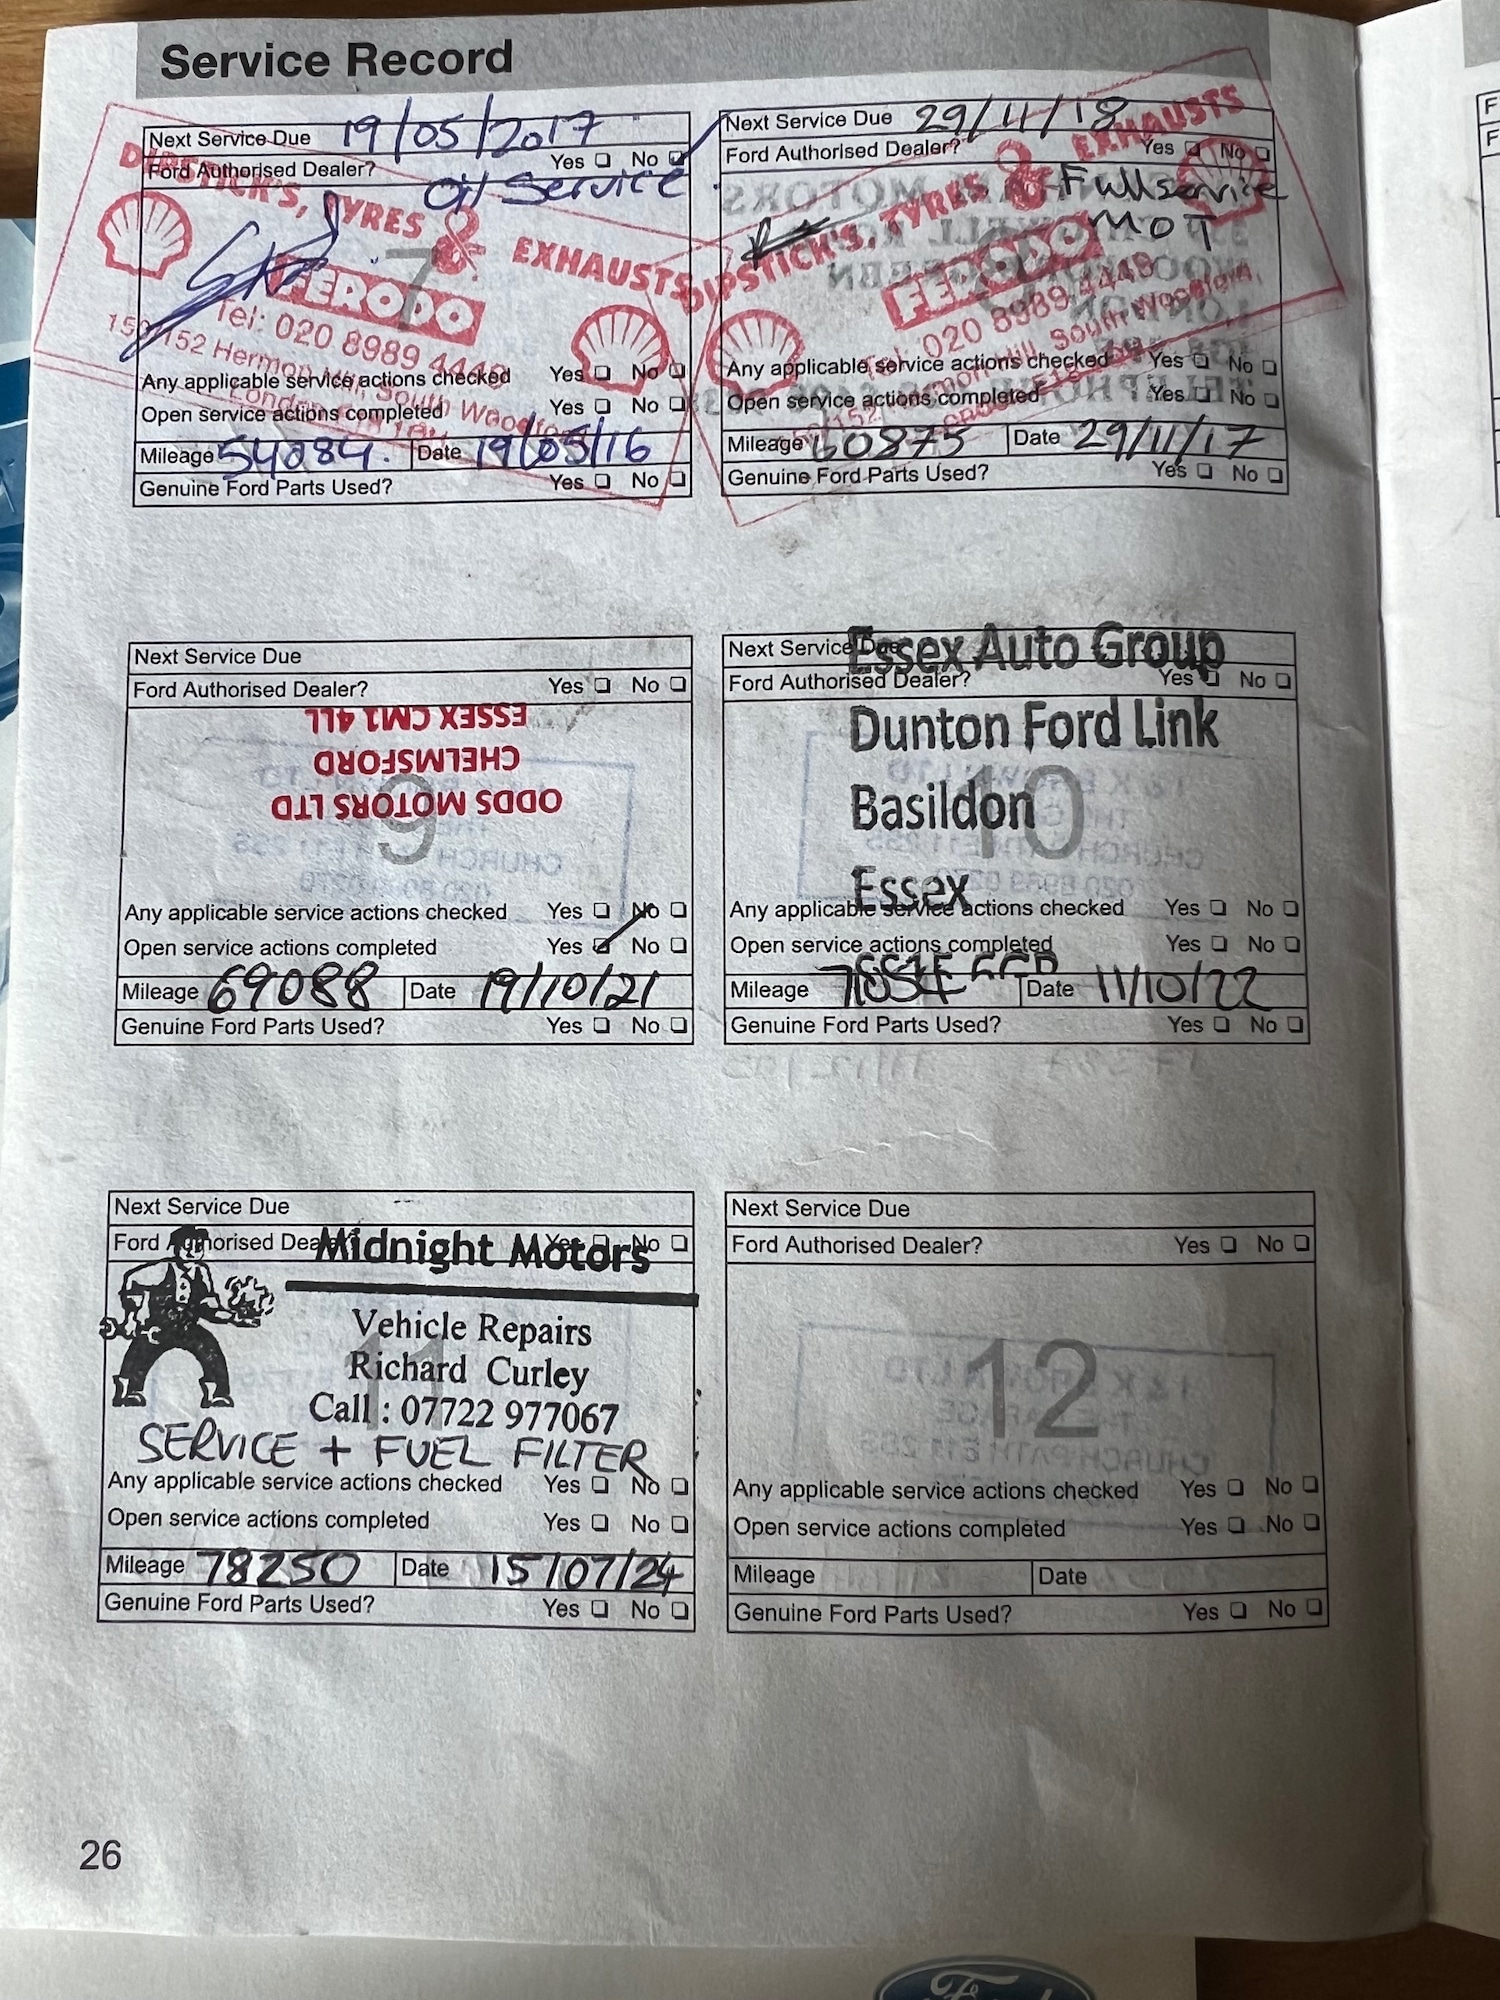 Service Record
Next Service Due 19/05/2017
Ford Authorised Dealer? Yes No
Oil Service
DIPSTICK'S, TYRES & EXHAUSTS
7
FERODO
Tel: 020 8989 4449
152 Hermon Hill, South Woodford,
London
Any applicable service actions checked Yes No
Open service actions completed Yes No
Mileage 54084. Date 19/05/16
Genuine Ford Parts Used? Yes No
Next Service Due 29/11/18
Ford Authorised Dealer? Yes No
Full service
MOT
DIPSTICK'S, TYRES & EXHAUSTS
FERODO
Tel: 020 8989 4449
Hermon Hill, South Woodford,
Any applicable service actions checked Yes No
Open service actions completed Yes No
Mileage 60875 Date 29/11/17
Genuine Ford Parts Used? Yes No
Next Service Due
Ford Authorised Dealer? Yes No
ODDS MOTORS LTD
CHELMSFORD
ESSEX CM1 4LL
9
Any applicable service actions checked Yes No
Open service actions completed Yes No
Mileage 69088 Date 19/10/21
Genuine Ford Parts Used? Yes No
Next Service Due
Essex Auto Group
Ford Authorised Dealer? Yes No
Dunton Ford Link
Basildon
10
Essex
Any applicable service actions checked Yes No
Open service actions completed Yes No
Mileage Date 11/10/22
Genuine Ford Parts Used? Yes No
Next Service Due
Ford Authorised Dealer? Yes No
Midnight Motors
Vehicle Repairs
Richard Curley
11
Call : 07722 977067
SERVICE + FUEL FILTER
Any applicable service actions checked Yes No
Open service actions completed Yes No
Mileage 78250 Date 15/07/24
Genuine Ford Parts Used? Yes No
Next Service Due
Ford Authorised Dealer? Yes No
12
Any applicable service actions checked Yes No
Open service actions completed Yes No
Mileage Date
Genuine Ford Parts Used? Yes No
26